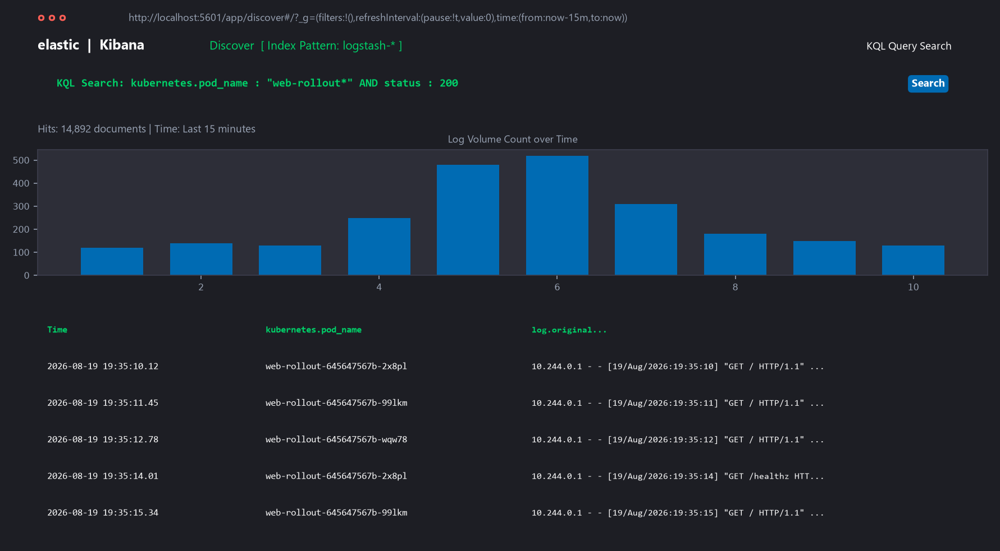 http://localhost:5601/app/discover#/?_g=(filters:!(),refreshInterval:(pause:!t,value:0),time:(from:now-15m,to:now))
elastic | Kibana Discover [ Index Pattern: logstash-* ] KQL Query Search
KQL Search: kubernetes.pod_name : "web-rollout*" AND status : 200 Search
Hits: 14,892 documents | Time: Last 15 minutes
Log Volume Count over Time
500
400
300
200
100
0
2 4 6 8 10
Time kubernetes.pod_name log.original...
2026-08-19 19:35:10.12 web-rollout-645647567b-2x8pl 10.244.0.1 - - [19/Aug/2026:19:35:10] "GET / HTTP/1.1" ...
2026-08-19 19:35:11.45 web-rollout-645647567b-99lkm 10.244.0.1 - - [19/Aug/2026:19:35:11] "GET / HTTP/1.1" ...
2026-08-19 19:35:12.78 web-rollout-645647567b-wqw78 10.244.0.1 - - [19/Aug/2026:19:35:12] "GET / HTTP/1.1" ...
2026-08-19 19:35:14.01 web-rollout-645647567b-2x8pl 10.244.0.1 - - [19/Aug/2026:19:35:14] "GET /healthz HTT...
2026-08-19 19:35:15.34 web-rollout-645647567b-99lkm 10.244.0.1 - - [19/Aug/2026:19:35:15] "GET / HTTP/1.1" ...